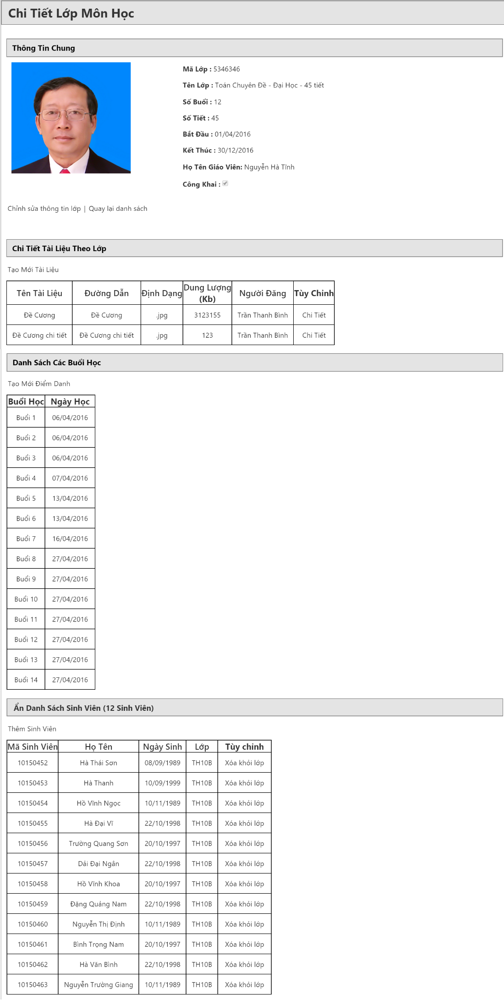 Chi Tiết Lớp Môn Học
Thông Tin Chung
Mã Lớp : 5346346
Tên Lớp : Toán Chuyên Đề - Đại Học - 45 tiết
Số Buổi : 12
Số Tiết : 45
Bắt Đầu : 01/04/2016
Kết Thúc : 30/12/2016
Họ Tên Giáo Viên: Nguyễn Hà Tĩnh
Công Khai :
Chỉnh sửa thông tin lớp | Quay lại danh sách
Chi Tiết Tài Liệu Theo Lớp
Tạo Mới Tài Liệu
Tên Tài Liệu Đường Dẫn Định Dạng Dung Lượng (Kb) Người Đăng Tùy Chỉnh
Đề Cương Đề Cương .jpg 3123155 Trần Thanh Bình Chi Tiết
Đề Cương chi tiết Đề Cương chi tiết .jpg 123 Trần Thanh Bình Chi Tiết
Danh Sách Các Buổi Học
Tạo Mới Điểm Danh
Buổi Học Ngày Học
Buổi 1 06/04/2016
Buổi 2 06/04/2016
Buổi 3 06/04/2016
Buổi 4 07/04/2016
Buổi 5 13/04/2016
Buổi 6 13/04/2016
Buổi 7 16/04/2016
Buổi 8 27/04/2016
Buổi 9 27/04/2016
Buổi 10 27/04/2016
Buổi 11 27/04/2016
Buổi 12 27/04/2016
Buổi 13 27/04/2016
Buổi 14 27/04/2016
Ẩn Danh Sách Sinh Viên (12 Sinh Viên)
Thêm Sinh Viên
Mã Sinh Viên Họ Tên Ngày Sinh Lớp Tùy chỉnh
10150452 Hà Thái Sơn 08/09/1989 TH10B Xóa khỏi lớp
10150453 Hà Thanh 10/09/1999 TH10B Xóa khỏi lớp
10150454 Hồ Vĩnh Ngọc 10/11/1989 TH10B Xóa khỏi lớp
10150455 Hà Đại Vĩ 22/10/1998 TH10B Xóa khỏi lớp
10150456 Trường Quang Sơn 20/10/1997 TH10B Xóa khỏi lớp
10150457 Dải Đại Ngân 22/10/1998 TH10B Xóa khỏi lớp
10150458 Hồ Vĩnh Khoa 20/10/1997 TH10B Xóa khỏi lớp
10150459 Đặng Quảng Nam 22/10/1998 TH10B Xóa khỏi lớp
10150460 Nguyễn Thị Định 10/11/1989 TH10B Xóa khỏi lớp
10150461 Bình Trọng Nam 20/10/1997 TH10B Xóa khỏi lớp
10150462 Hà Văn Bình 22/10/1998 TH10B Xóa khỏi lớp
10150463 Nguyễn Trường Giang 10/11/1989 TH10B Xóa khỏi lớp